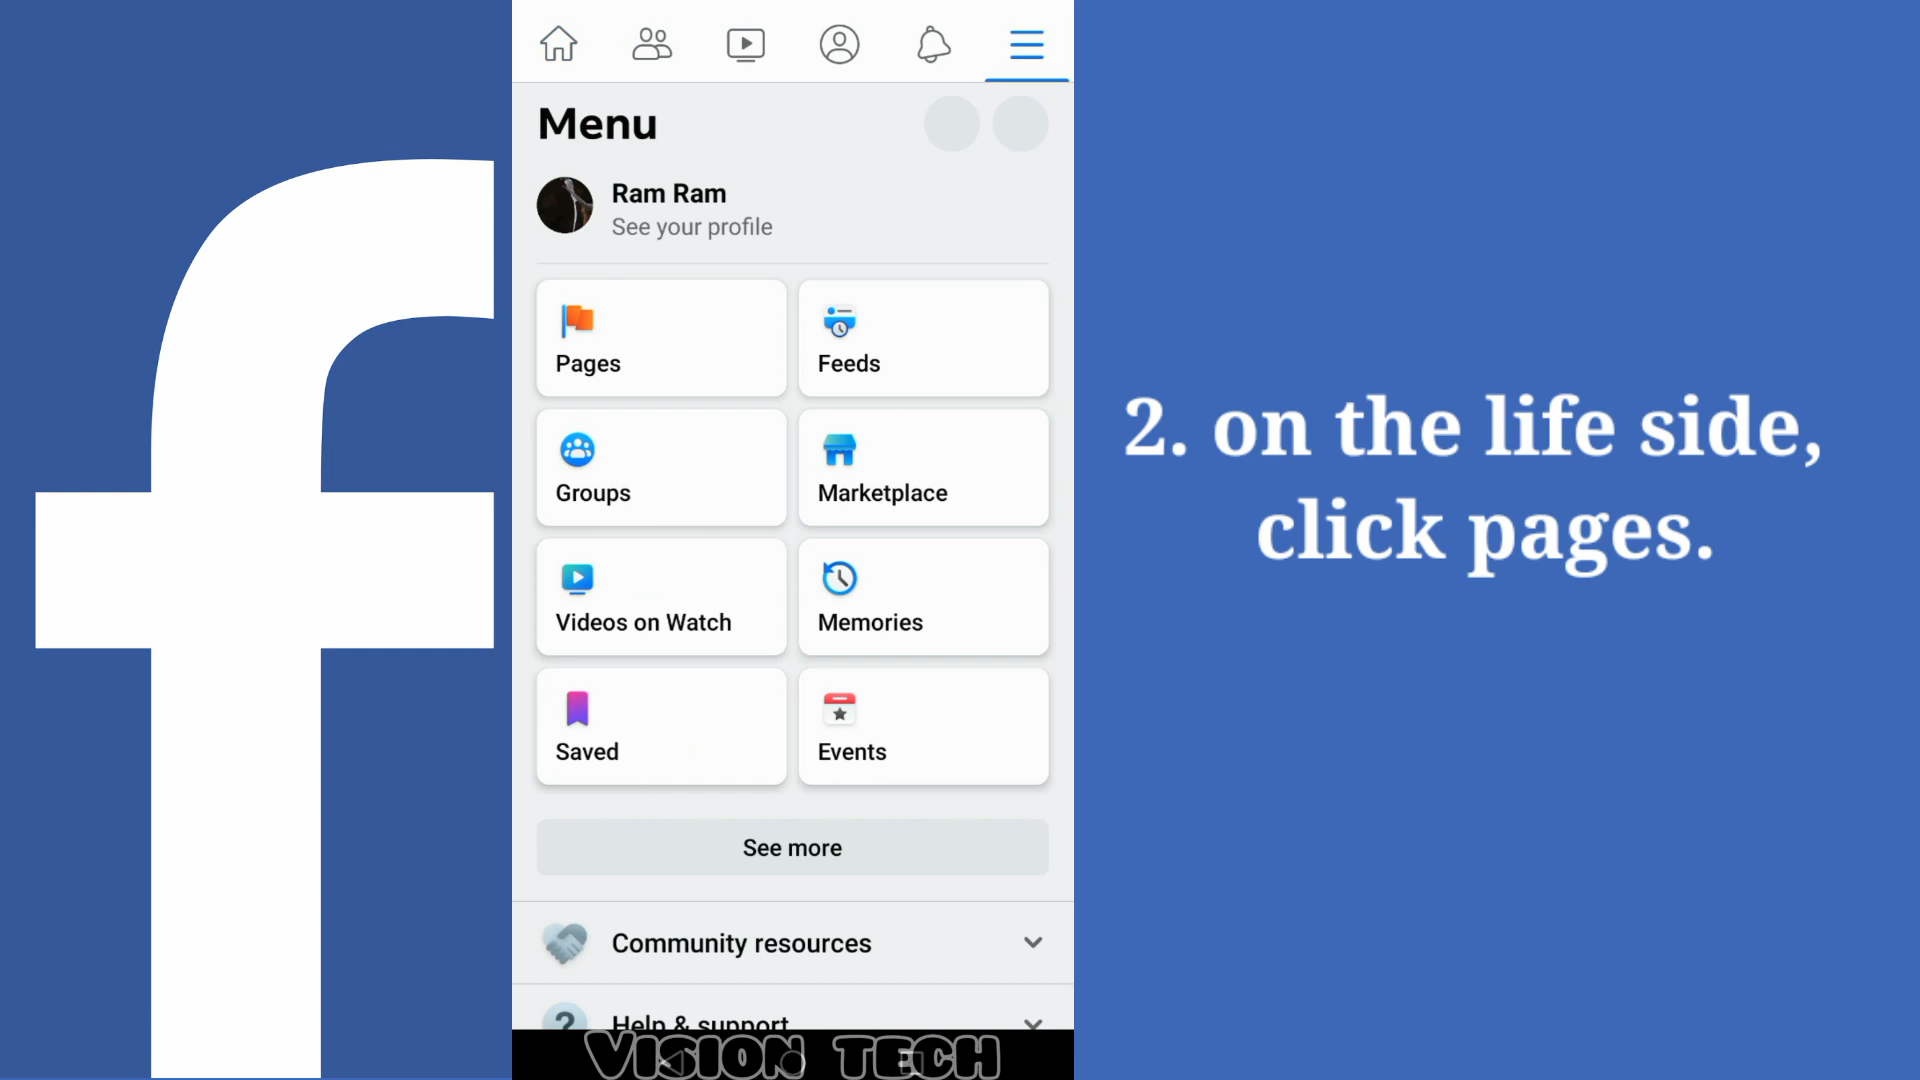 Menu
Ram Ram
See your profile
Pages
Feeds
Groups
Marketplace
Videos on Watch
Memories
Saved
Events
See more
Community resources
Help & support
VISION TECH
2. on the life side,
click pages.